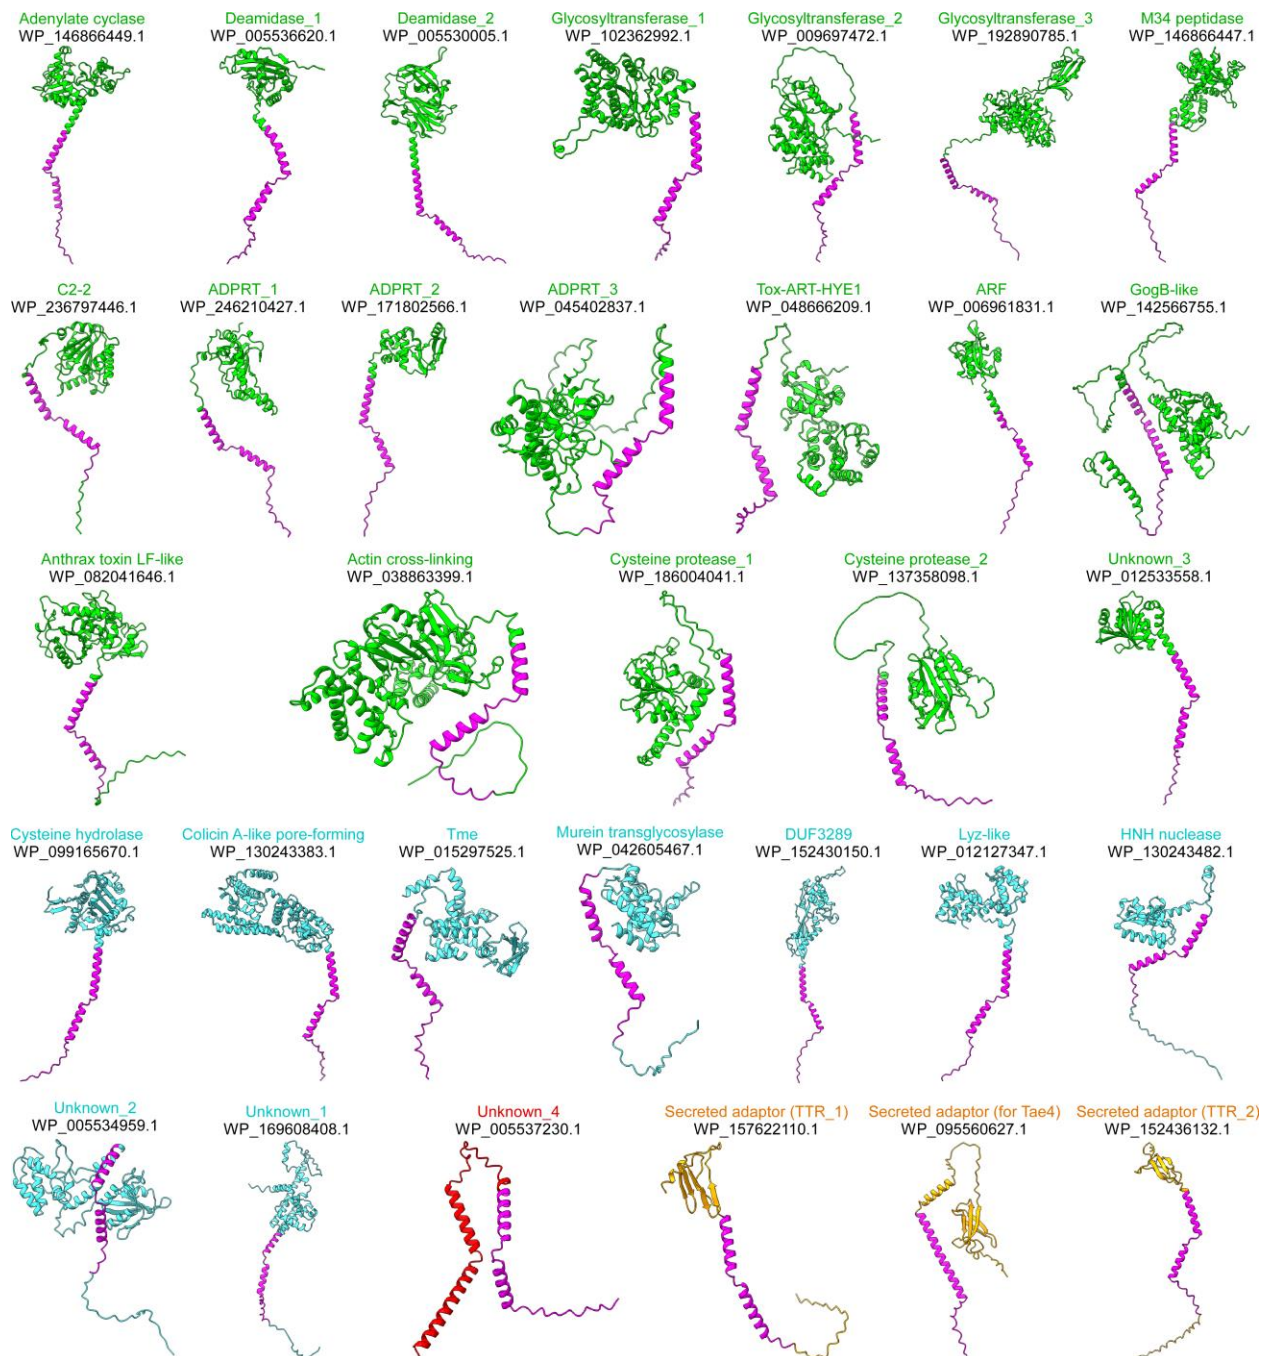 Adenylate cyclase
WP_146866449.1
Deamidase_1
WP_005536620.1
Deamidase_2
WP_005530005.1
Glycosyltransferase_1
WP_102362992.1
Glycosyltransferase_2
WP_009697472.1
Glycosyltransferase_3
WP_192890785.1
M34 peptidase
WP_146866447.1
C2-2
WP_236797446.1
ADPRT_1
WP_246210427.1
ADPRT_2
WP_171802566.1
ADPRT_3
WP_045402837.1
Tox-ART-HYE1
WP_048666209.1
ARF
WP_006961831.1
GogB-like
WP_142566755.1
Anthrax toxin LF-like
WP_082041646.1
Actin cross-linking
WP_038863399.1
Cysteine protease_1
WP_186004041.1
Cysteine protease_2
WP_137358098.1
Unknown_3
WP_012533558.1
Cysteine hydrolase
WP_099165670.1
Colicin A-like pore-forming
WP_130243383.1
Tme
WP_015297525.1
Murein transglycosylase
WP_042605467.1
DUF3289
WP_152430150.1
Lyz-like
WP_012127347.1
HNH nuclease
WP_130243482.1
Unknown_2
WP_005534959.1
Unknown_1
WP_169608408.1
Unknown_4
WP_005537230.1
Secreted adaptor (TTR_1)
WP_157622110.1
Secreted adaptor (for Tae4)
WP_095560627.1
Secreted adaptor (TTR_2)
WP_152436132.1